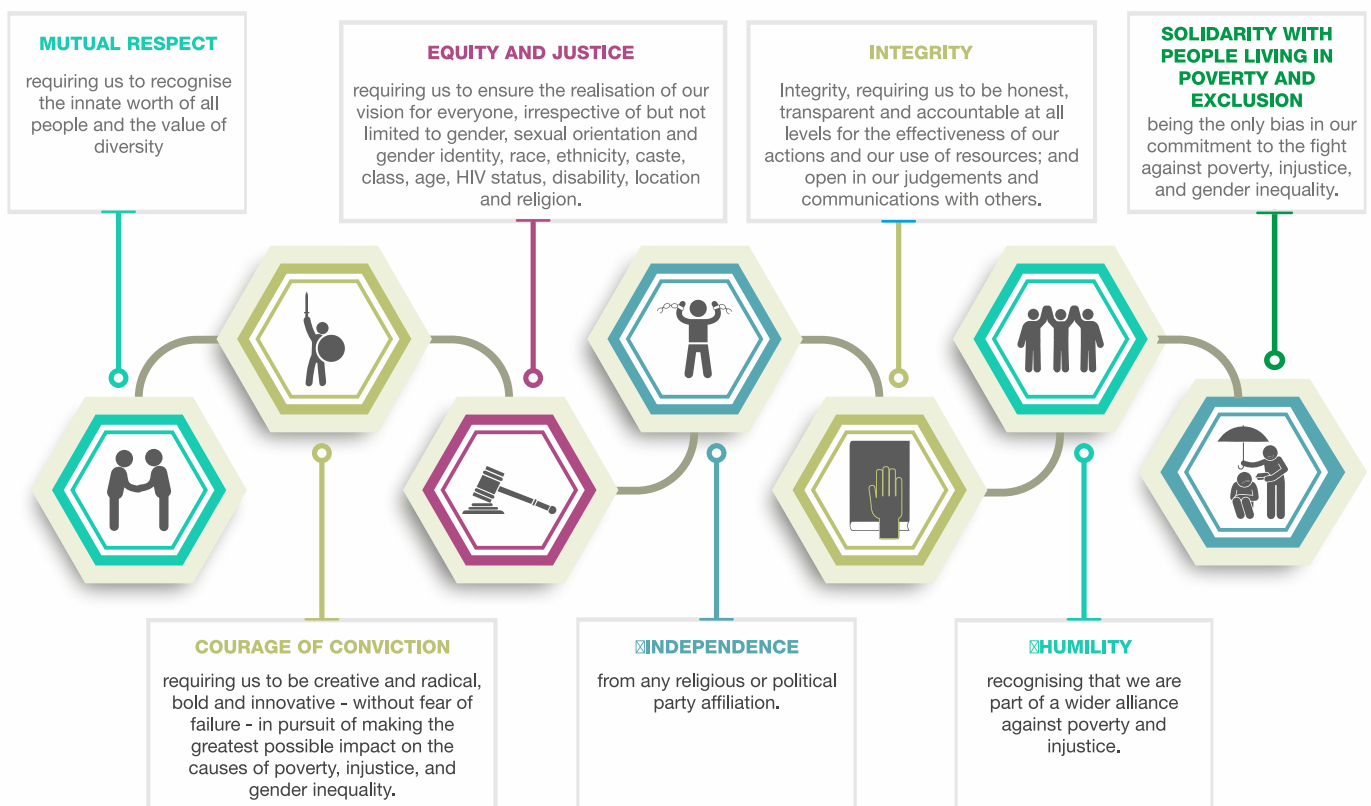 MUTUAL RESPECT
requiring us to recognise
the innate worth of all
people and the value of
diversity
EQUITY AND JUSTICE
requiring us to ensure the realisation of our
vision for everyone, irrespective of but not
limited to gender, sexual orientation and
gender identity, race, ethnicity, caste,
class, age, HIV status, disability, location
and religion.
INTEGRITY
Integrity, requiring us to be honest,
transparent and accountable at all
levels for the effectiveness of our
actions and our use of resources; and
open in our judgements and
communications with others.
SOLIDARITY WITH
PEOPLE LIVING IN
POVERTY AND
EXCLUSION
being the only bias in our
commitment to the fight
against poverty, injustice,
and gender inequality.
COURAGE OF CONVICTION
requiring us to be creative and radical,
bold and innovative - without fear of
failure - in pursuit of making the
greatest possible impact on the
causes of poverty, injustice, and
gender inequality.
INDEPENDENCE
from any religious or political
party affiliation.
HUMILITY
recognising that we are
part of a wider alliance
against poverty and
injustice.